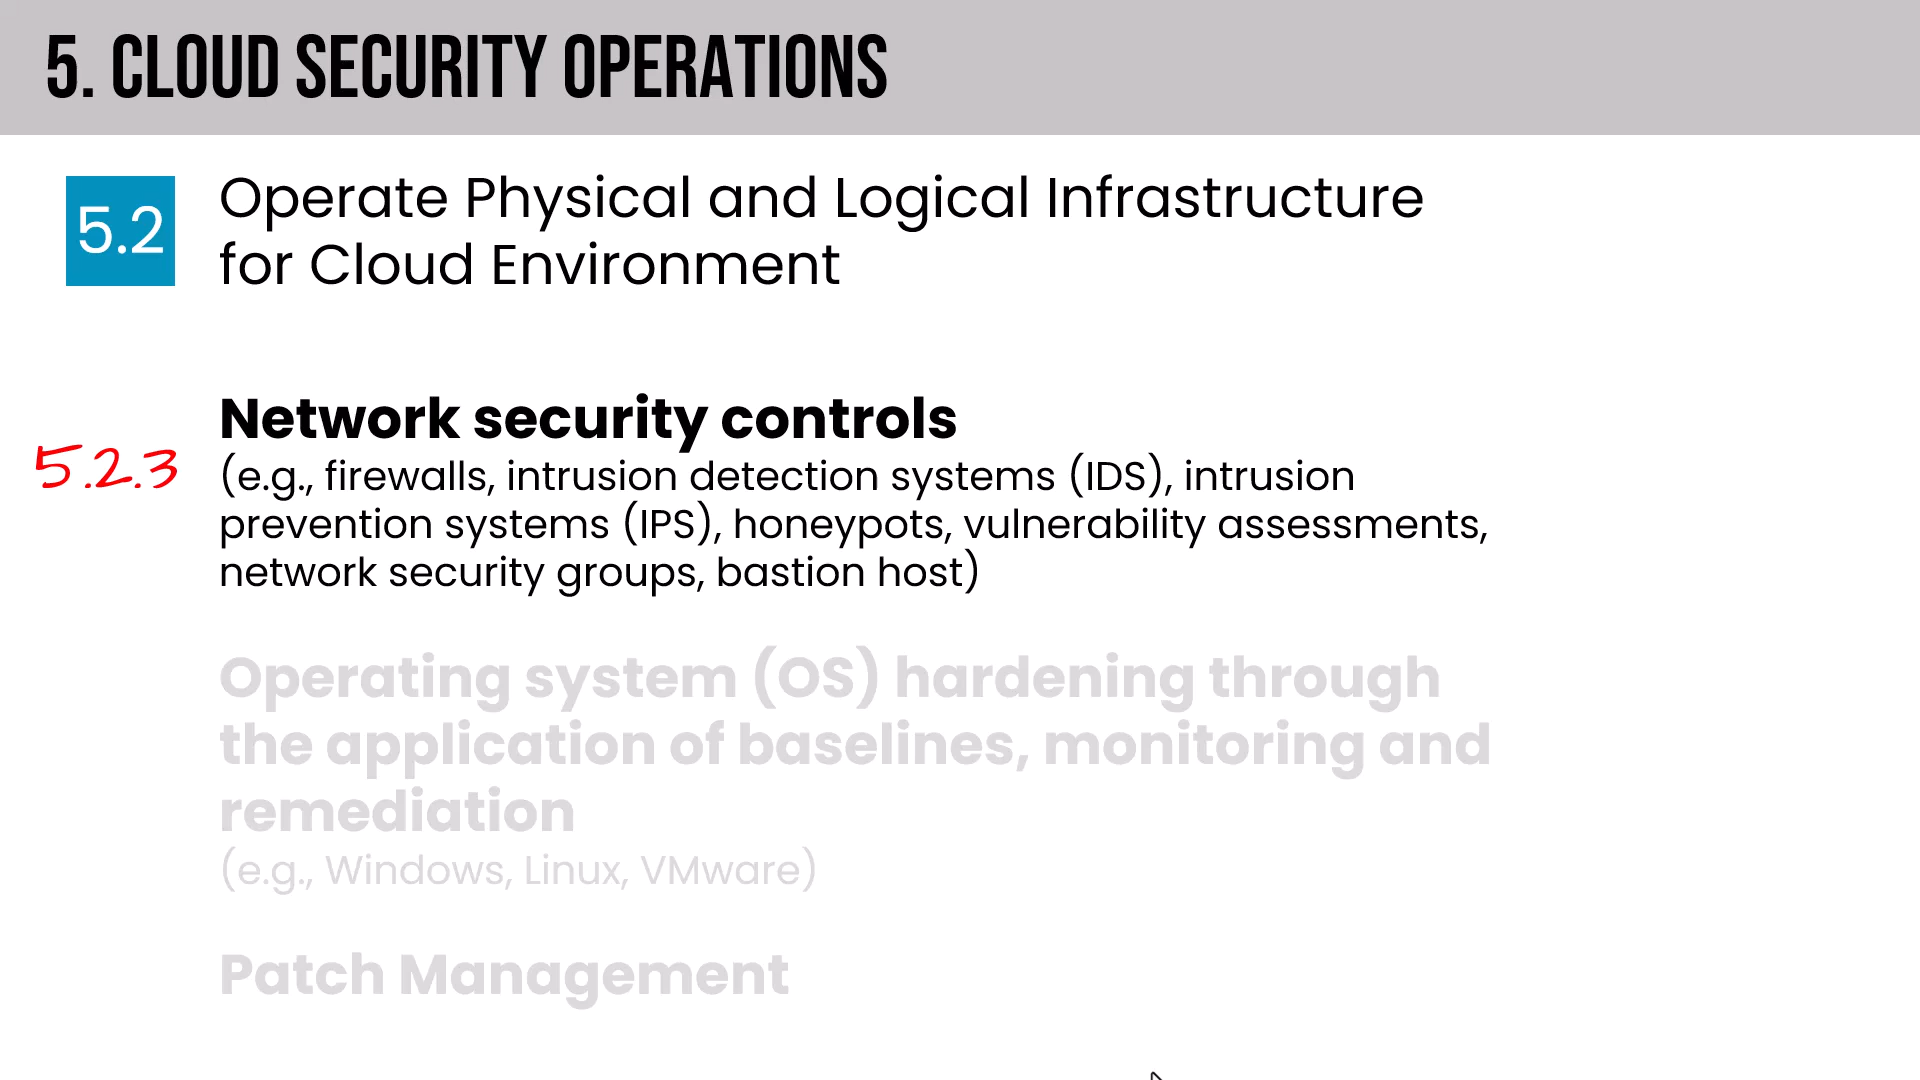 5. CLOUD SECURITY OPERATIONS
5.2
Operate Physical and Logical Infrastructure
for Cloud Environment
Network security controls
5.2.3
(e.g., firewalls, intrusion detection systems (IDS), intrusion
prevention systems (IPS), honeypots, vulnerability assessments,
network security groups, bastion host)
Operating system (OS) hardening through
the application of baselines, monitoring and
remediation
(e.g., Windows, Linux, VMware)
Patch Management